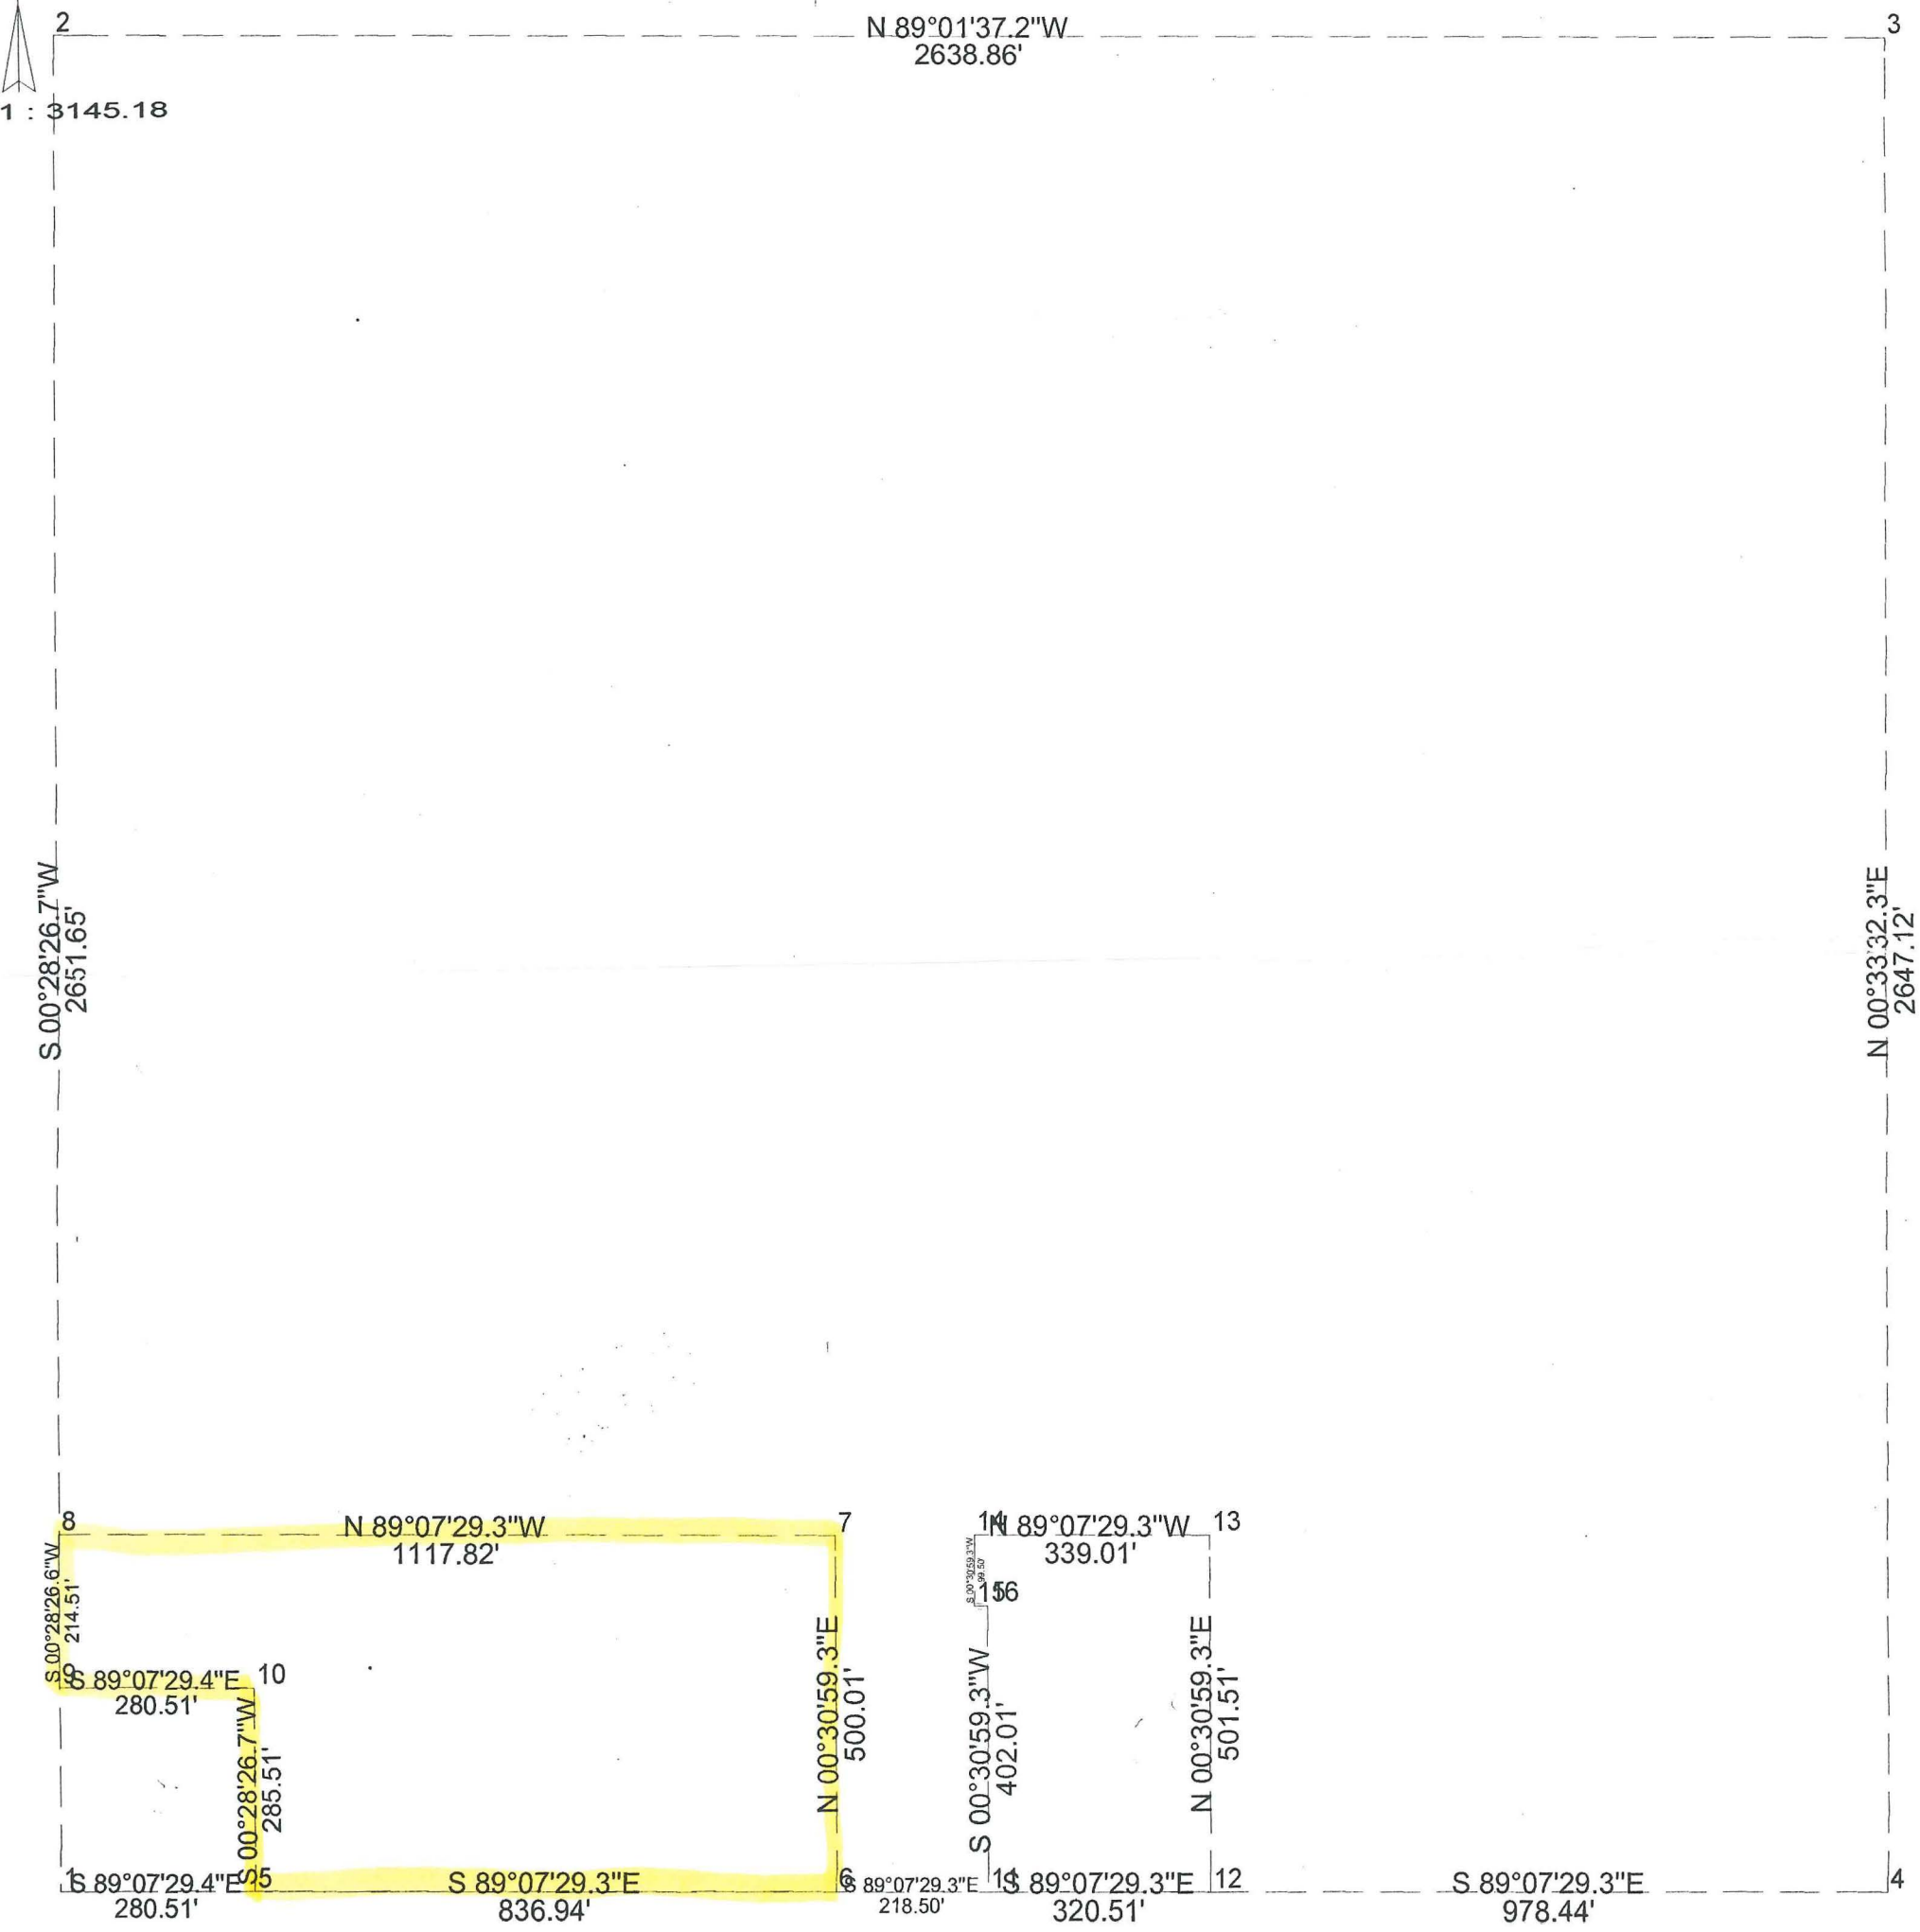 2
N 89°01'37.2"W
2638.86'
3
1 : 3145.18
S 00°28'26.7"W
2651.65'
N 00°33'32.3"E
2647.12'
8
N 89°07'29.3"W
1117.82'
7
14
N 89°07'29.3"W
339.01'
13
S 00°28'26.6"W
214.51'
S 00°30'59.3"W
99.50'
15
16
9
S 89°07'29.4"E
280.51'
10
S 00°28'26.7"W
285.51'
N 00°30'59.3"E
500.01'
S 00°30'59.3"W
402.01'
N 00°30'59.3"E
501.51'
1
S 89°07'29.4"E
280.51'
5
S 89°07'29.3"E
836.94'
6
S 89°07'29.3"E
218.50'
11
S 89°07'29.3"E
320.51'
12
S 89°07'29.3"E
978.44'
4